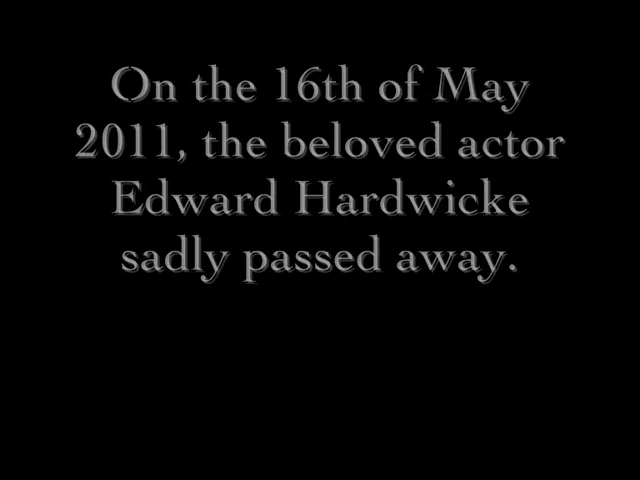 On the 16th of May
2011, the beloved actor
Edward Hardwicke
sadly passed away.